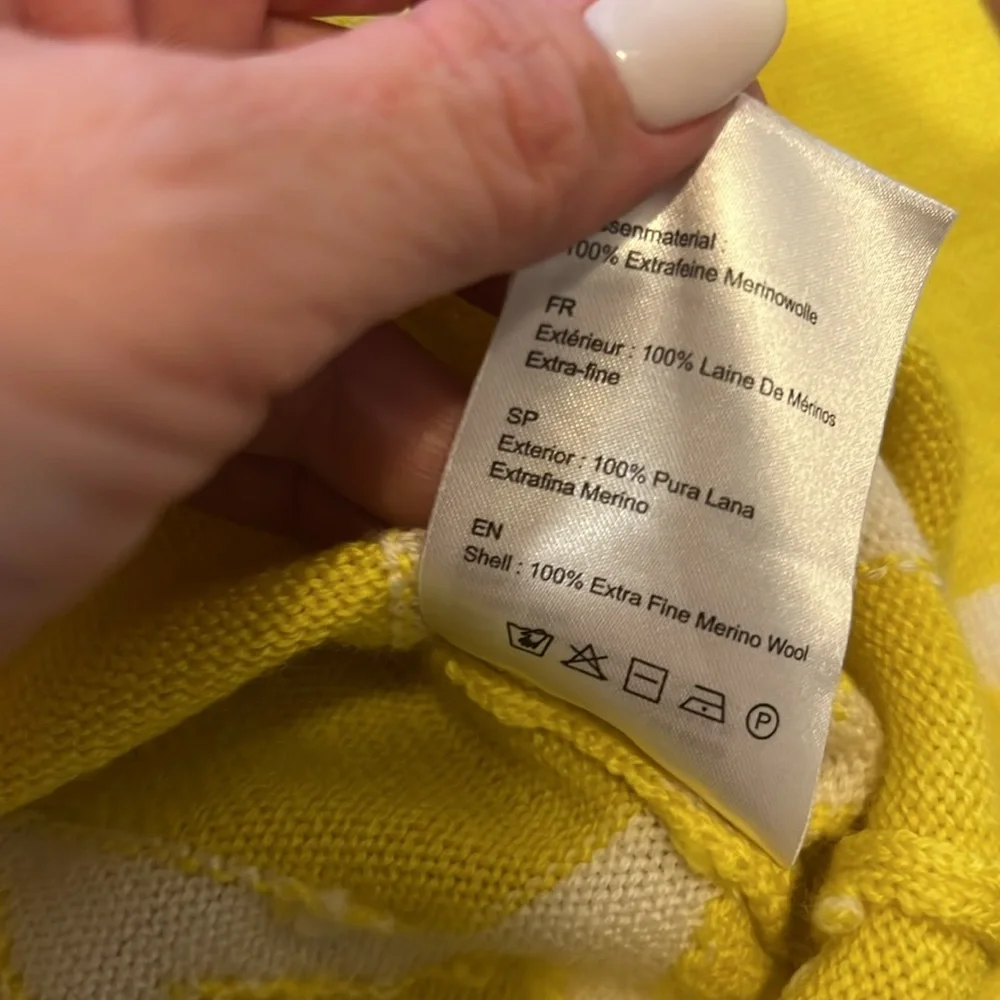 100% Extrafeine Merinowolle
FR
Extérieur : 100% Laine De Mérinos
Extra-fine
SP
Exterior : 100% Pura Lana
Extrafina Merino
EN
Shell : 100% Extra Fine Merino Wool
P